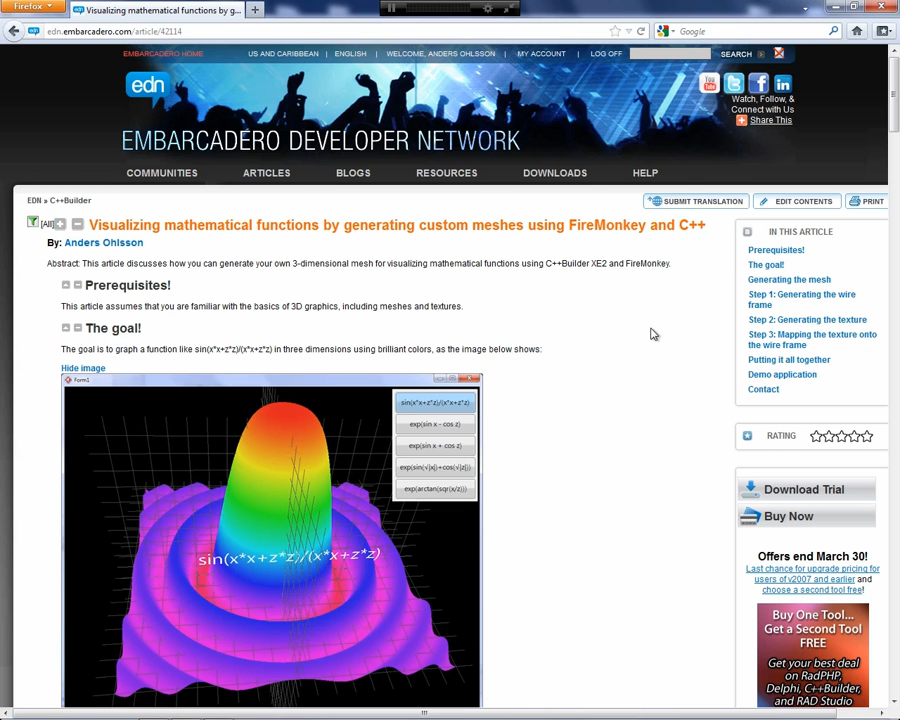 Firefox
Visualizing mathematical functions by g...
edn.embarcadero.com/article/42114
Google
EMBARCADERO HOME
US AND CARIBBEAN | ENGLISH | WELCOME, ANDERS OHLSSON | MY ACCOUNT | LOG OFF
SEARCH
edn
EMBARCADERO DEVELOPER NETWORK
You Tube
Watch, Follow, &
Connect with Us
Share This
COMMUNITIES
ARTICLES
BLOGS
RESOURCES
DOWNLOADS
HELP
EDN » C++Builder
SUBMIT TRANSLATION
EDIT CONTENTS
PRINT
[All]
Visualizing mathematical functions by generating custom meshes using FireMonkey and C++
By: Anders Ohlsson
Abstract: This article discusses how you can generate your own 3-dimensional mesh for visualizing mathematical functions using C++Builder XE2 and FireMonkey.
Prerequisites!
This article assumes that you are familiar with the basics of 3D graphics, including meshes and textures.
The goal!
The goal is to graph a function like sin(x*x+z*z)/(x*x+z*z) in three dimensions using brilliant colors, as the image below shows:
Hide image
Form1
sin(x*x+z*z)/(x*x+z*z)
exp(sin x - cos z)
exp(sin x + cos z)
exp(sin(√|x|)+cos(√|z|))
exp(arctan(sqr(x/z)))
sin(x*x+z*z)/(x*x+z*z)
IN THIS ARTICLE
Prerequisites!
The goal!
Generating the mesh
Step 1: Generating the wire
frame
Step 2: Generating the texture
Step 3: Mapping the texture onto
the wire frame
Putting it all together
Demo application
Contact
RATING
Download Trial
Buy Now
Offers end March 30!
Last chance for upgrade pricing for
users of v2007 and earlier and
choose a second tool free!
Buy One Tool...
Get a Second Tool
FREE
Get your best deal
on RadPHP,
Delphi, C++Builder,
and RAD Studio